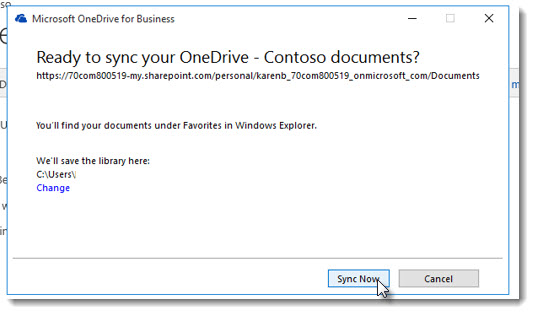 Microsoft OneDrive for Business
Ready to sync your OneDrive - Contoso documents?
https://70com800519-my.sharepoint.com/personal/karenb_70com800519_onmicrosoft_com/Documents
You'll find your documents under Favorites in Windows Explorer.
We'll save the library here:
C:\Users\
Change
Sync Now
Cancel